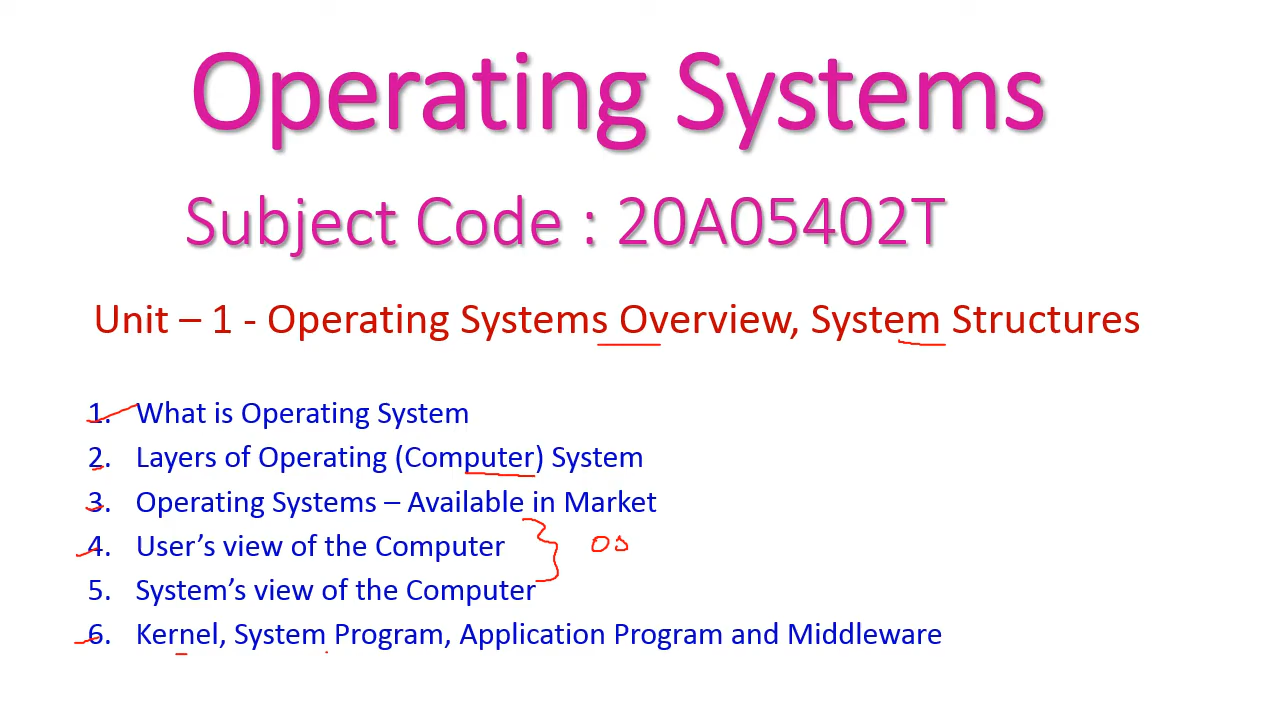 Operating Systems
Subject Code : 20A05402T
Unit – 1 - Operating Systems Overview, System Structures
1. What is Operating System
2. Layers of Operating (Computer) System
3. Operating Systems – Available in Market
4. User’s view of the Computer
os
5. System’s view of the Computer
6. Kernel, System Program, Application Program and Middleware